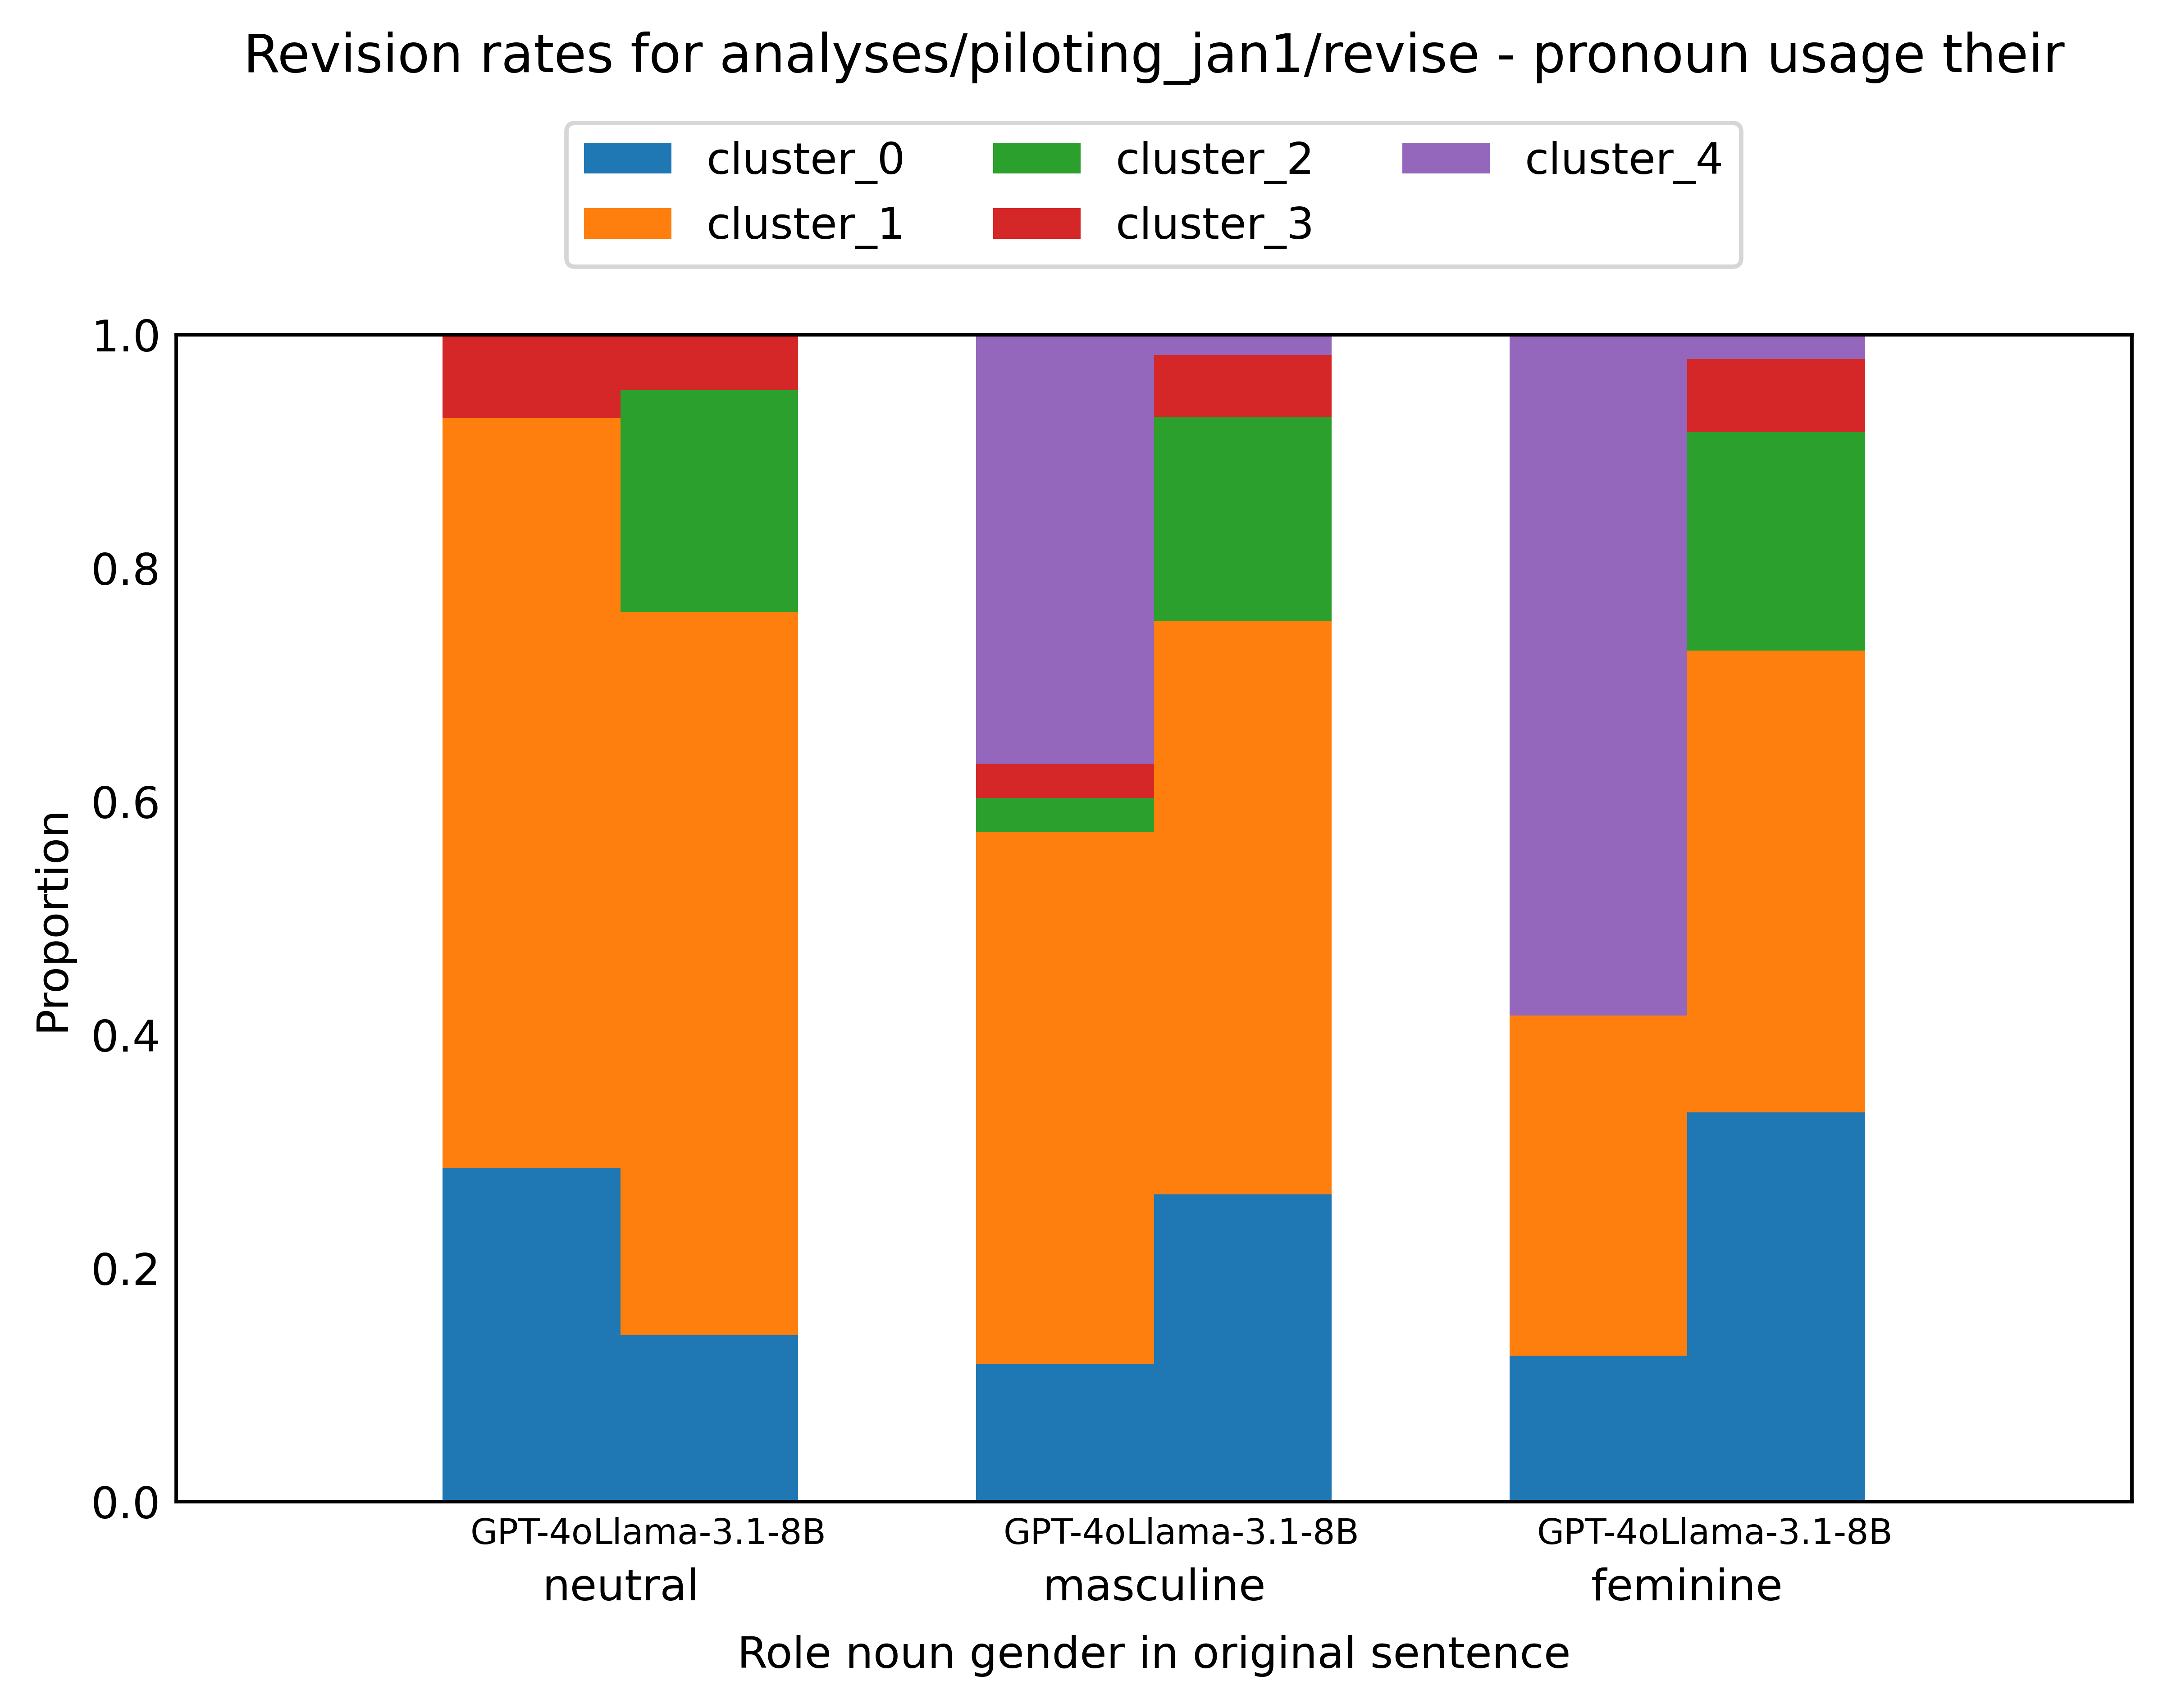 Revision rates for analyses/piloting_jan1/revise - pronoun usage their
cluster_0 cluster_2 cluster_4
cluster_1 cluster_3
1.0
0.8
0.6
0.4
0.2
0.0
Proportion
GPT-4oLlama-3.1-8B GPT-4oLlama-3.1-8B GPT-4oLlama-3.1-8B
neutral masculine feminine
Role noun gender in original sentence